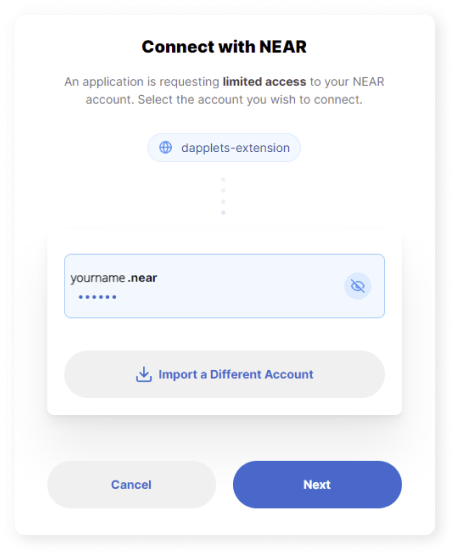 Connect with NEAR
An application is requesting limited access to your NEAR
account. Select the account you wish to connect.
dapplets-extension
yourname.near
••••••
Import a Different Account
Cancel
Next